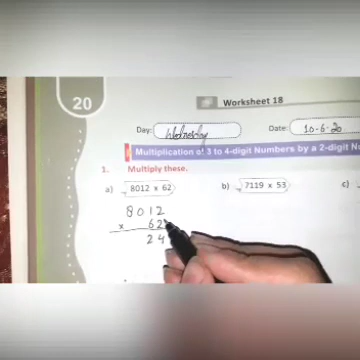 20
Worksheet 18
Day: Wednesday Date: 10-6-20
Multiplication of 3 to 4-digit Numbers by a 2-digit
1. Multiply these.
a) 8012 x 62 b) 7119 x 53 c)
8012
x 62
24